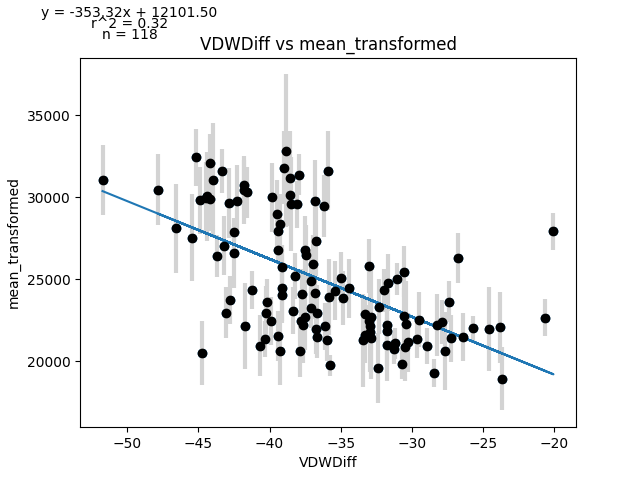 y = -353.32x + 12101.50
r^2 = 0.32
n = 118
VDWDiff vs mean_transformed
mean_transformed
35000
30000
25000
20000
−50
−45
−40
−35
−30
−25
−20
VDWDiff